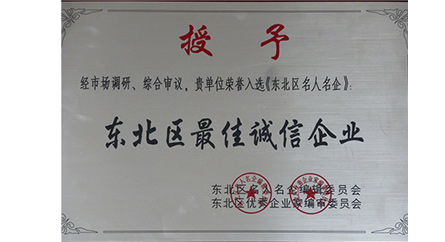 授予
经市场调研、综合审议，贵单位荣誉入选《东北区名人名企》：
东北区最佳诚信企业
东北区名人名企编辑委员会
东北区优秀企业家编审委员会